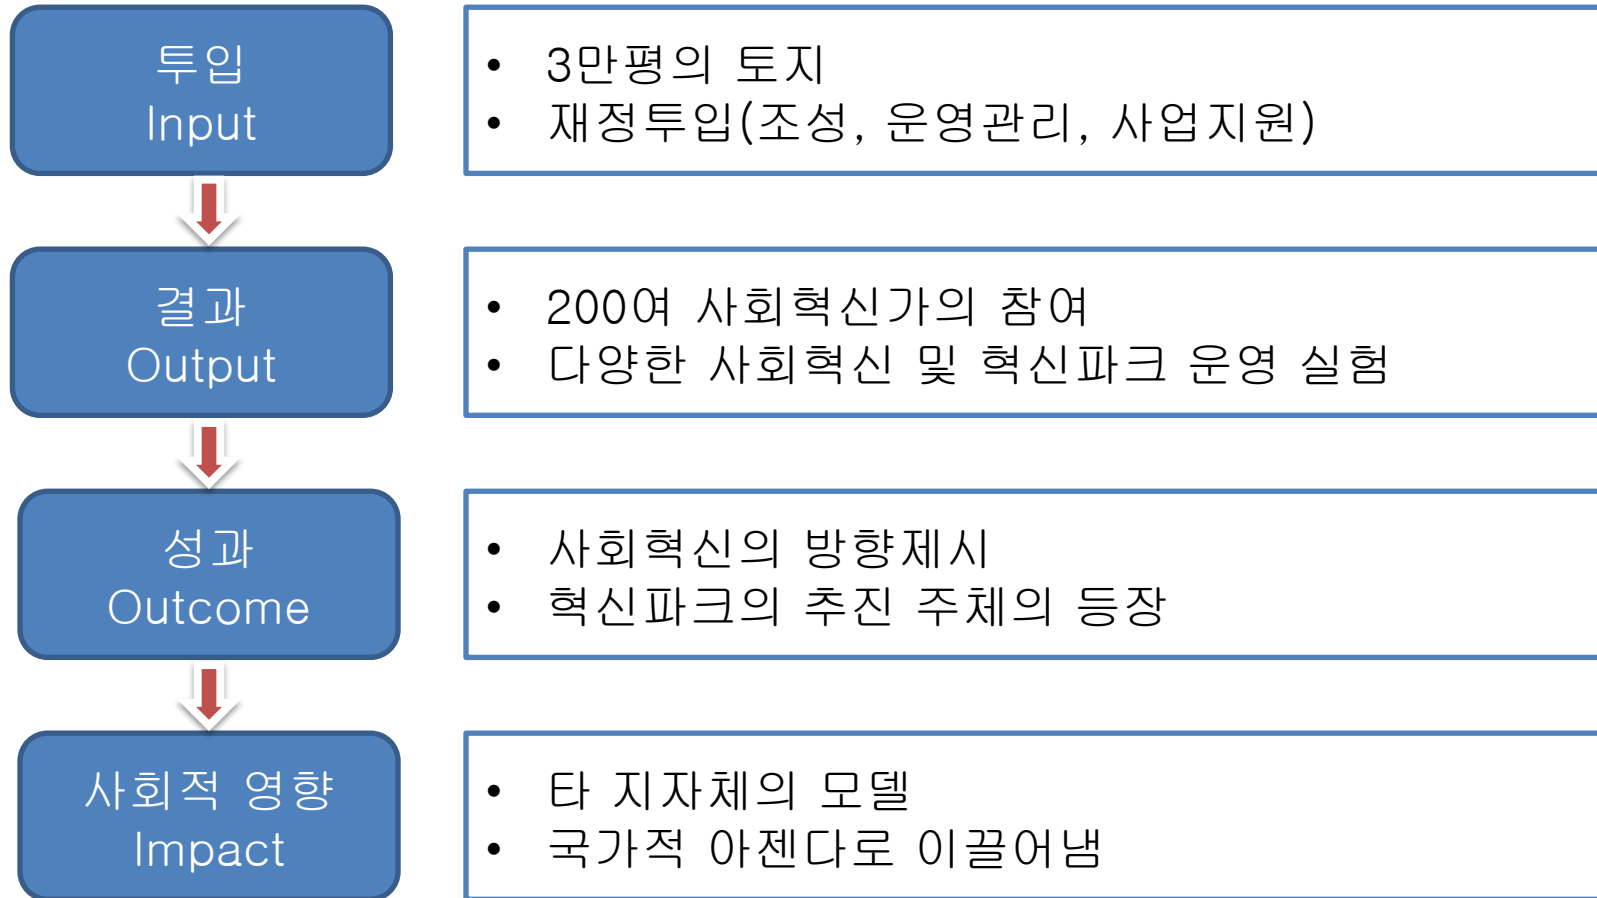 투입
Input
• 3만평의 토지
• 재정투입(조성, 운영관리, 사업지원)
결과
Output
• 200여 사회혁신가의 참여
• 다양한 사회혁신 및 혁신파크 운영 실험
성과
Outcome
• 사회혁신의 방향제시
• 혁신파크의 추진 주체의 등장
사회적 영향
Impact
• 타 지자체의 모델
• 국가적 아젠다로 이끌어냄